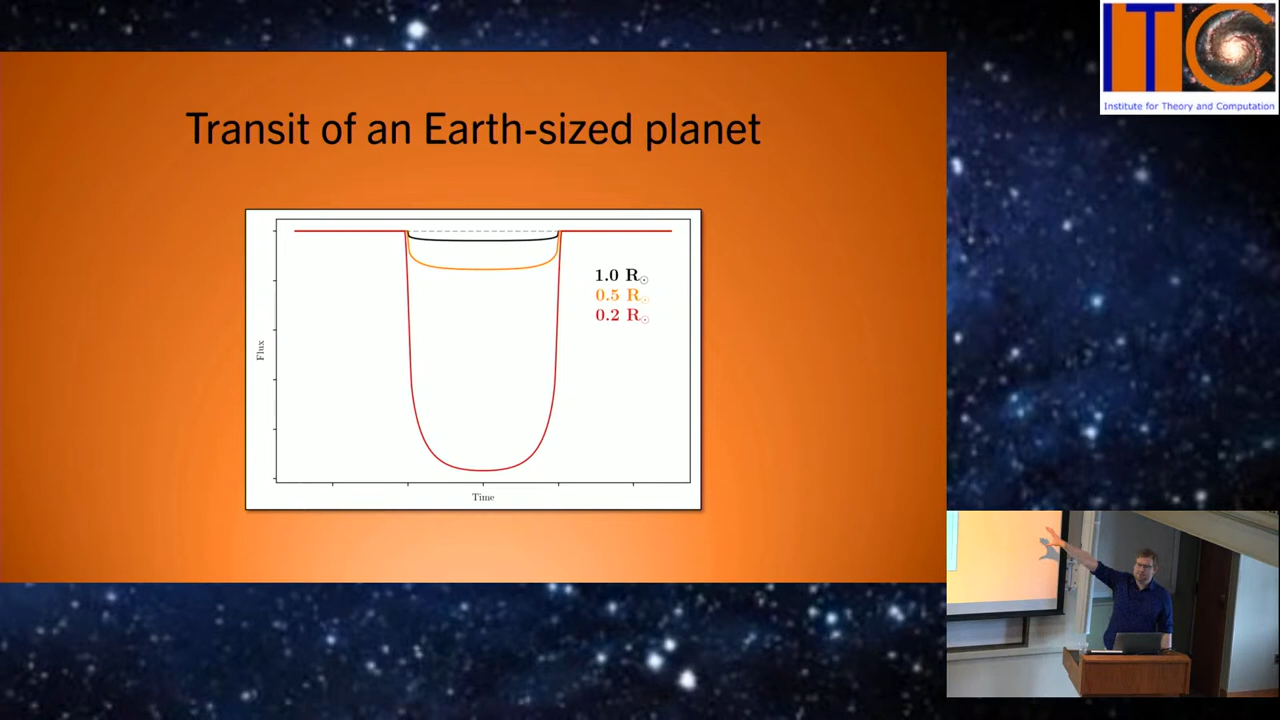 ITC
Institute for Theory and Computation
Transit of an Earth-sized planet
1.0 R☉
0.5 R☉
0.2 R☉
Flux
Time